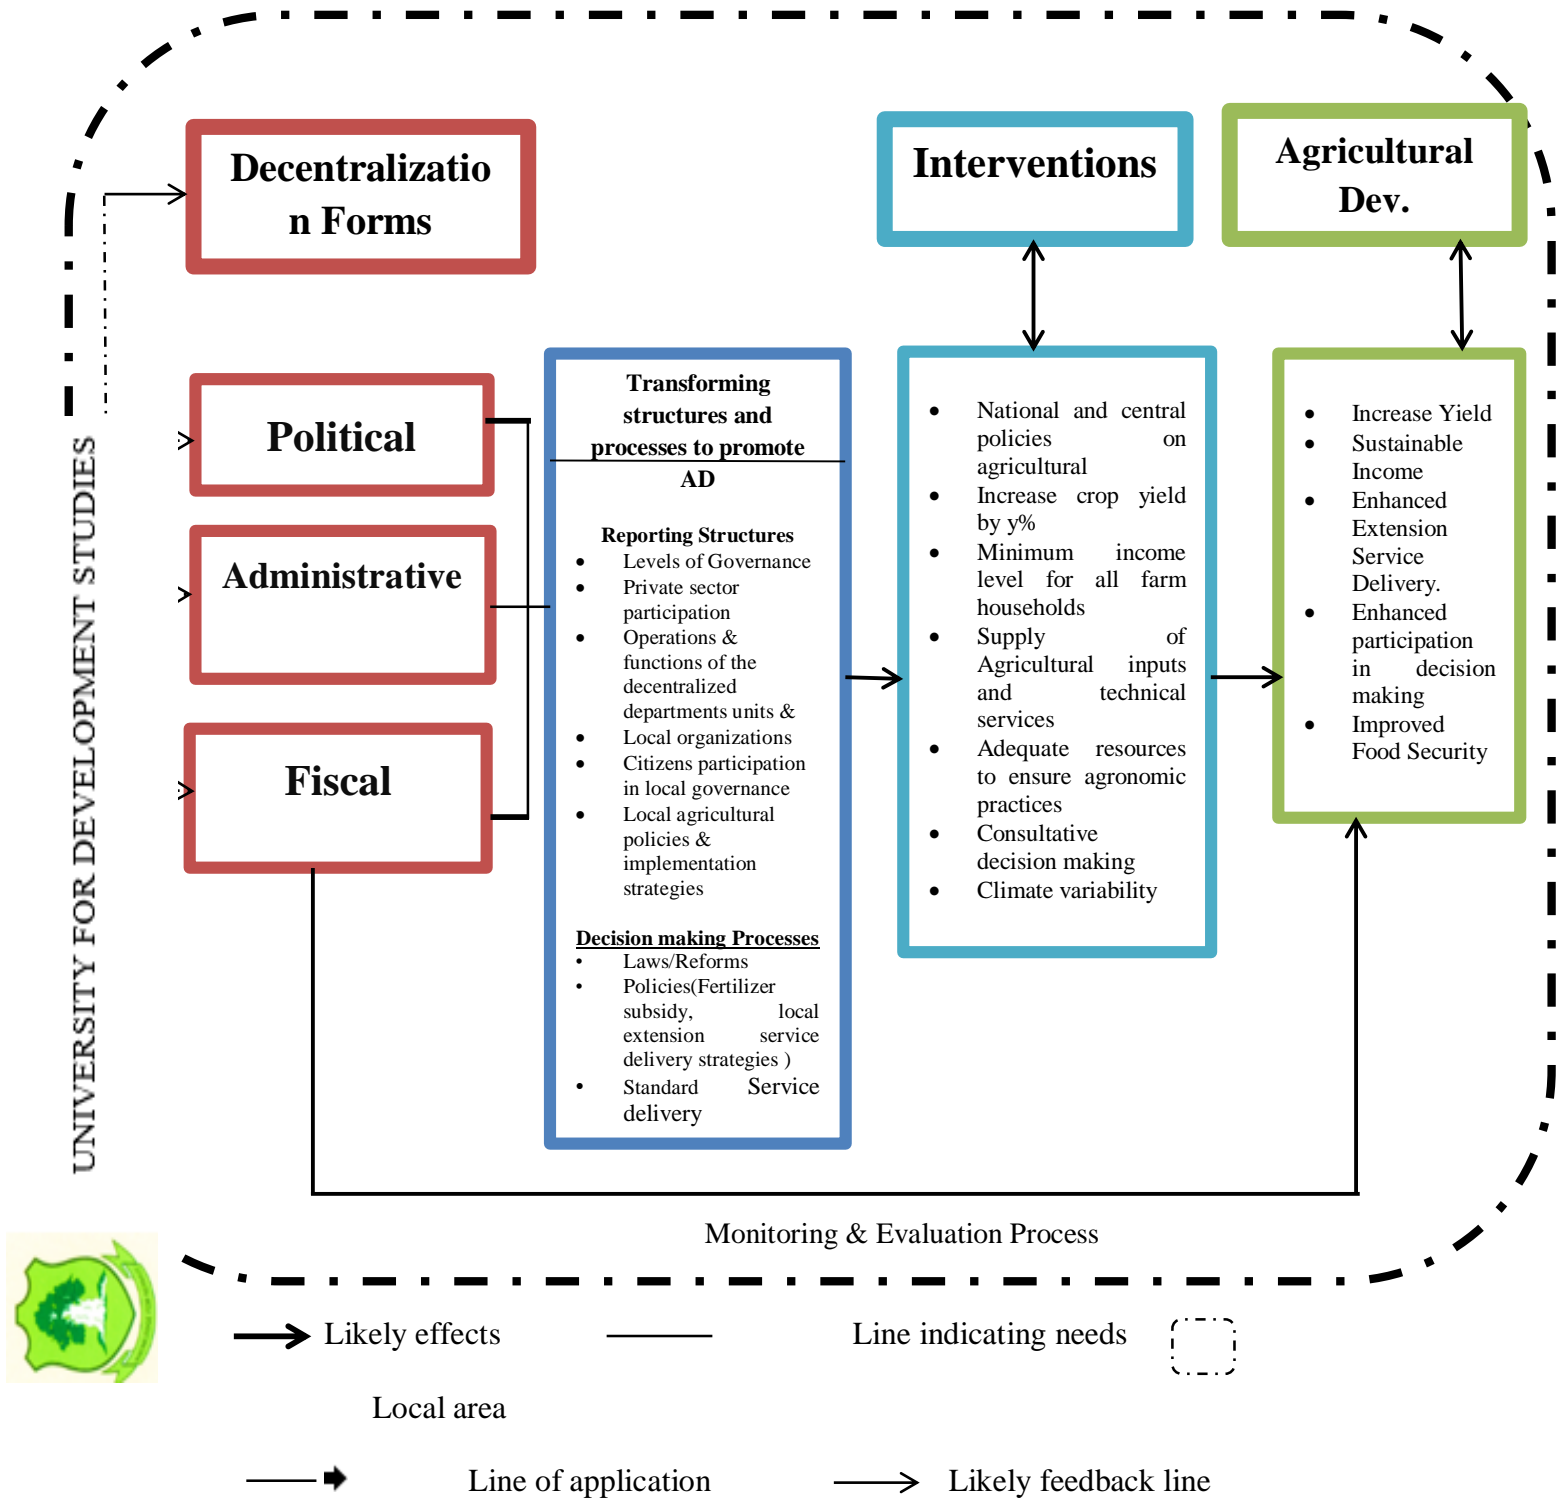 UNIVERSITY FOR DEVELOPMENT STUDIES
Decentralizatio
n Forms
Interventions
Agricultural
Dev.
Political
Administrative
Fiscal
Transforming
structures and
processes to promote
AD
Reporting Structures
• Levels of Governance
• Private sector
participation
• Operations &
functions of the
decentralized
departments units &
• Local organizations
• Citizens participation
in local governance
• Local agricultural
policies &
implementation
strategies
Decision making Processes
• Laws/Reforms
• Policies(Fertilizer
subsidy, local
extension service
delivery strategies )
• Standard Service
delivery
• National and central
policies on
agricultural
• Increase crop yield
by y%
• Minimum income
level for all farm
households
• Supply of
Agricultural inputs
and technical
services
• Adequate resources
to ensure agronomic
practices
• Consultative
decision making
• Climate variability
• Increase Yield
• Sustainable
Income
• Enhanced
Extension
Service
Delivery.
• Enhanced
participation
in decision
making
• Improved
Food Security
Monitoring & Evaluation Process
Likely effects
Line indicating needs
Local area
Line of application
Likely feedback line